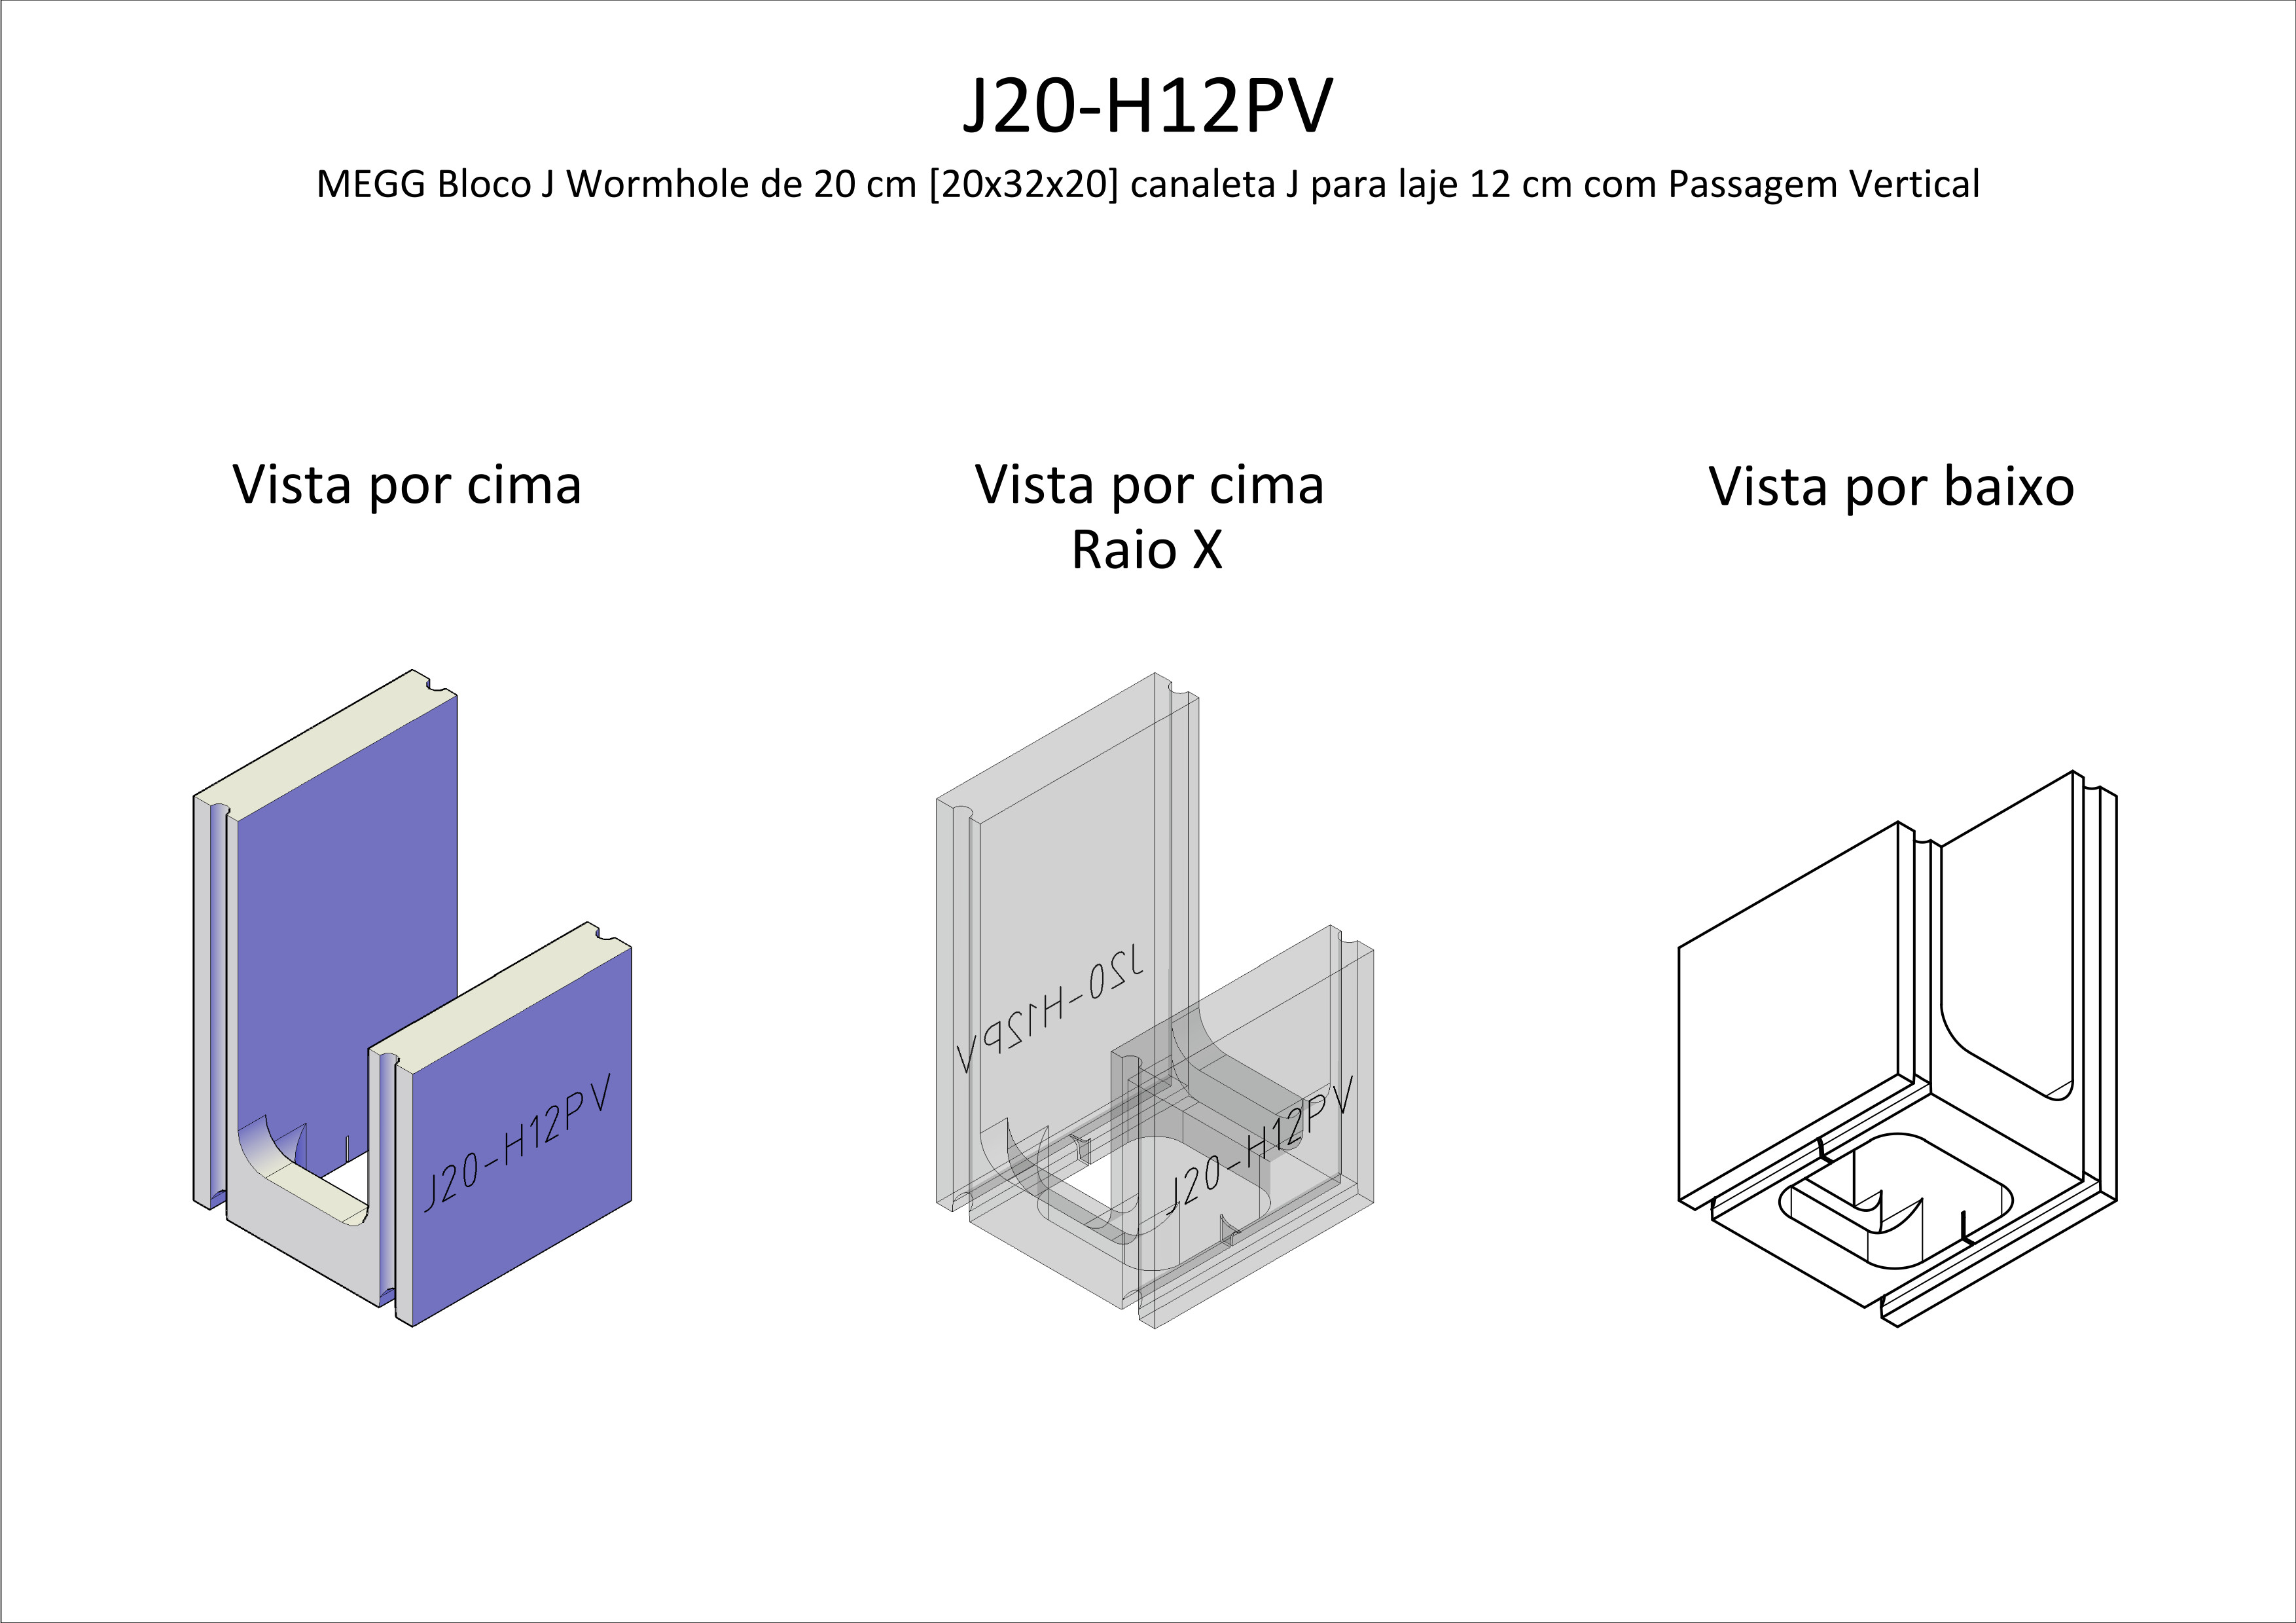 J20-H12PV
MEGG Bloco J Wormhole de 20 cm [20x32x20] canaleta J para laje 12 cm com Passagem Vertical
Vista por cima
Vista por cima
Raio X
Vista por baixo
J20-H12PV
J20-H12PV
J20-H12PV